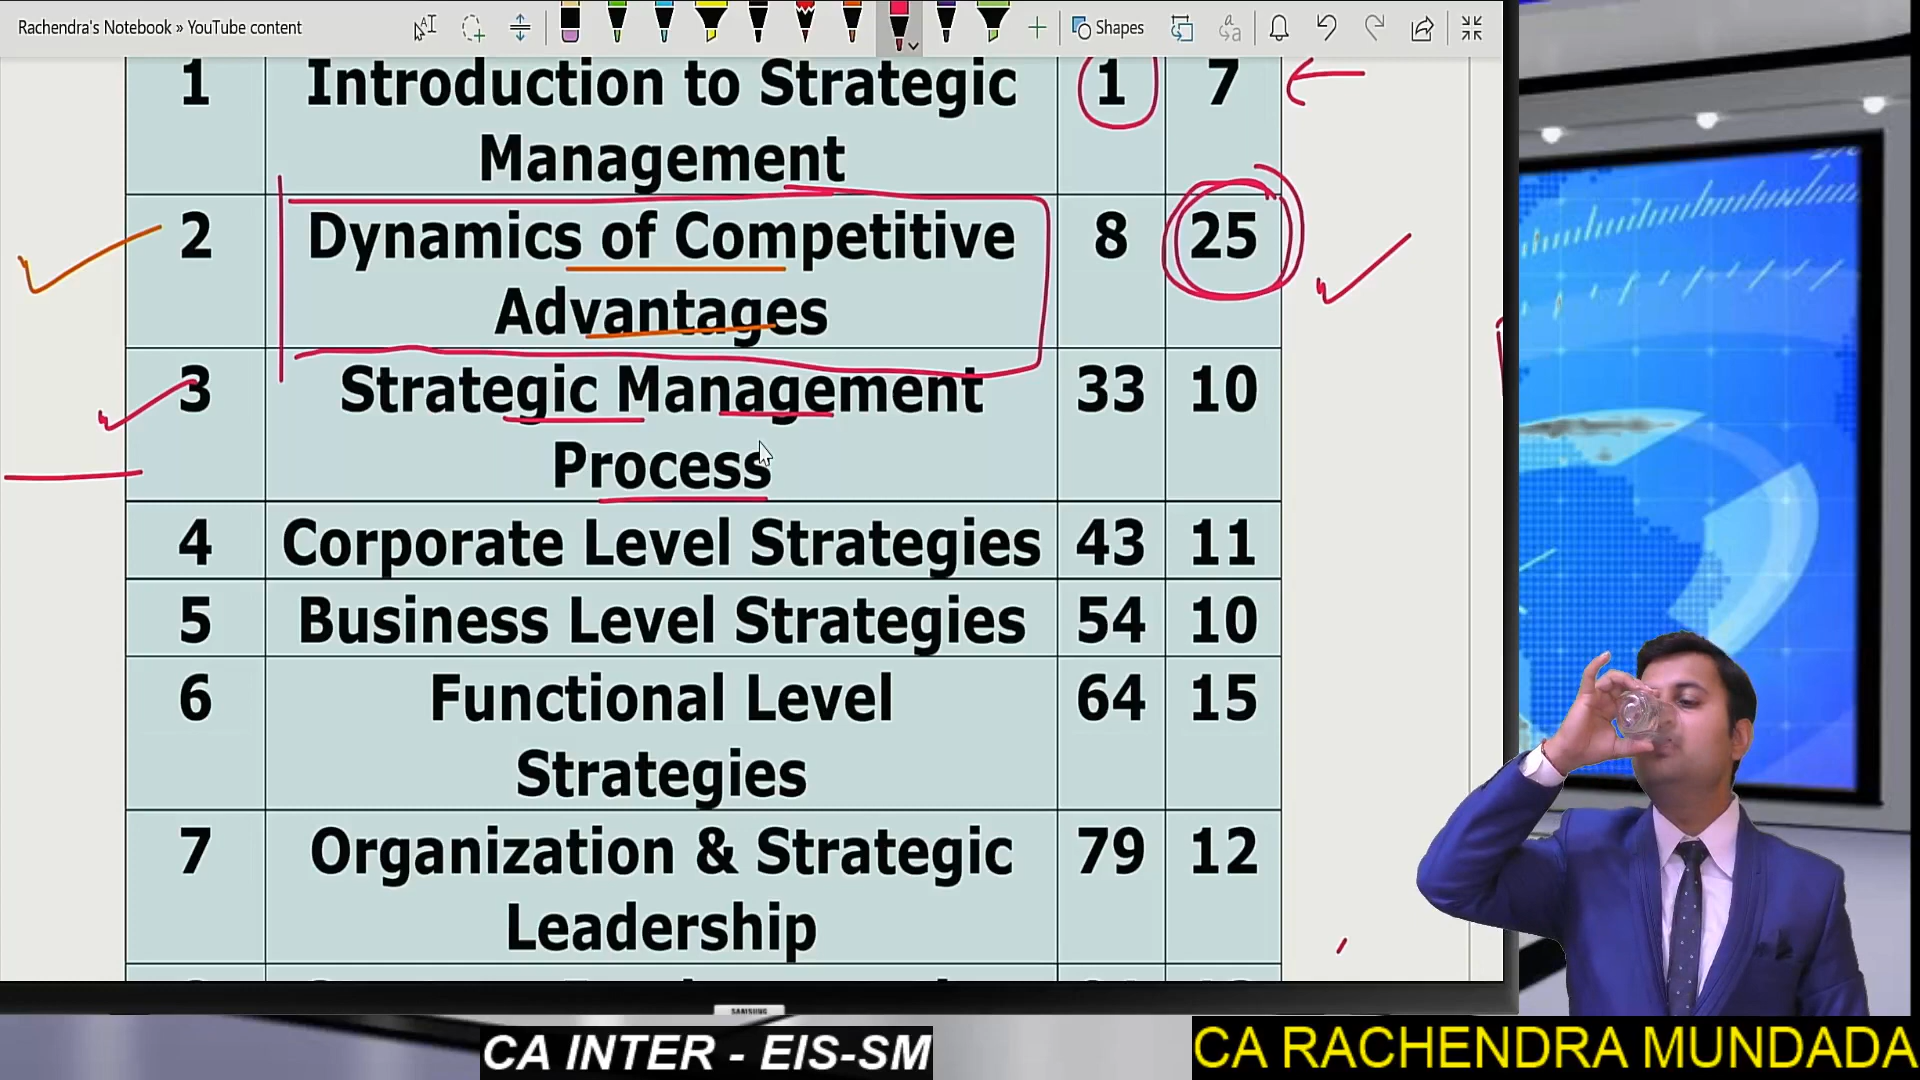 Rachendra's Notebook » YouTube content
Shapes
1 Introduction to Strategic 1 7
Management
2 Dynamics of Competitive 8 25
Advantages
3 Strategic Management 33 10
Process
4 Corporate Level Strategies 43 11
5 Business Level Strategies 54 10
6 Functional Level 64 15
Strategies
7 Organization & Strategic 79 12
Leadership
SAMSUNG
CA INTER - EIS-SM
CA RACHENDRA MUNDADA